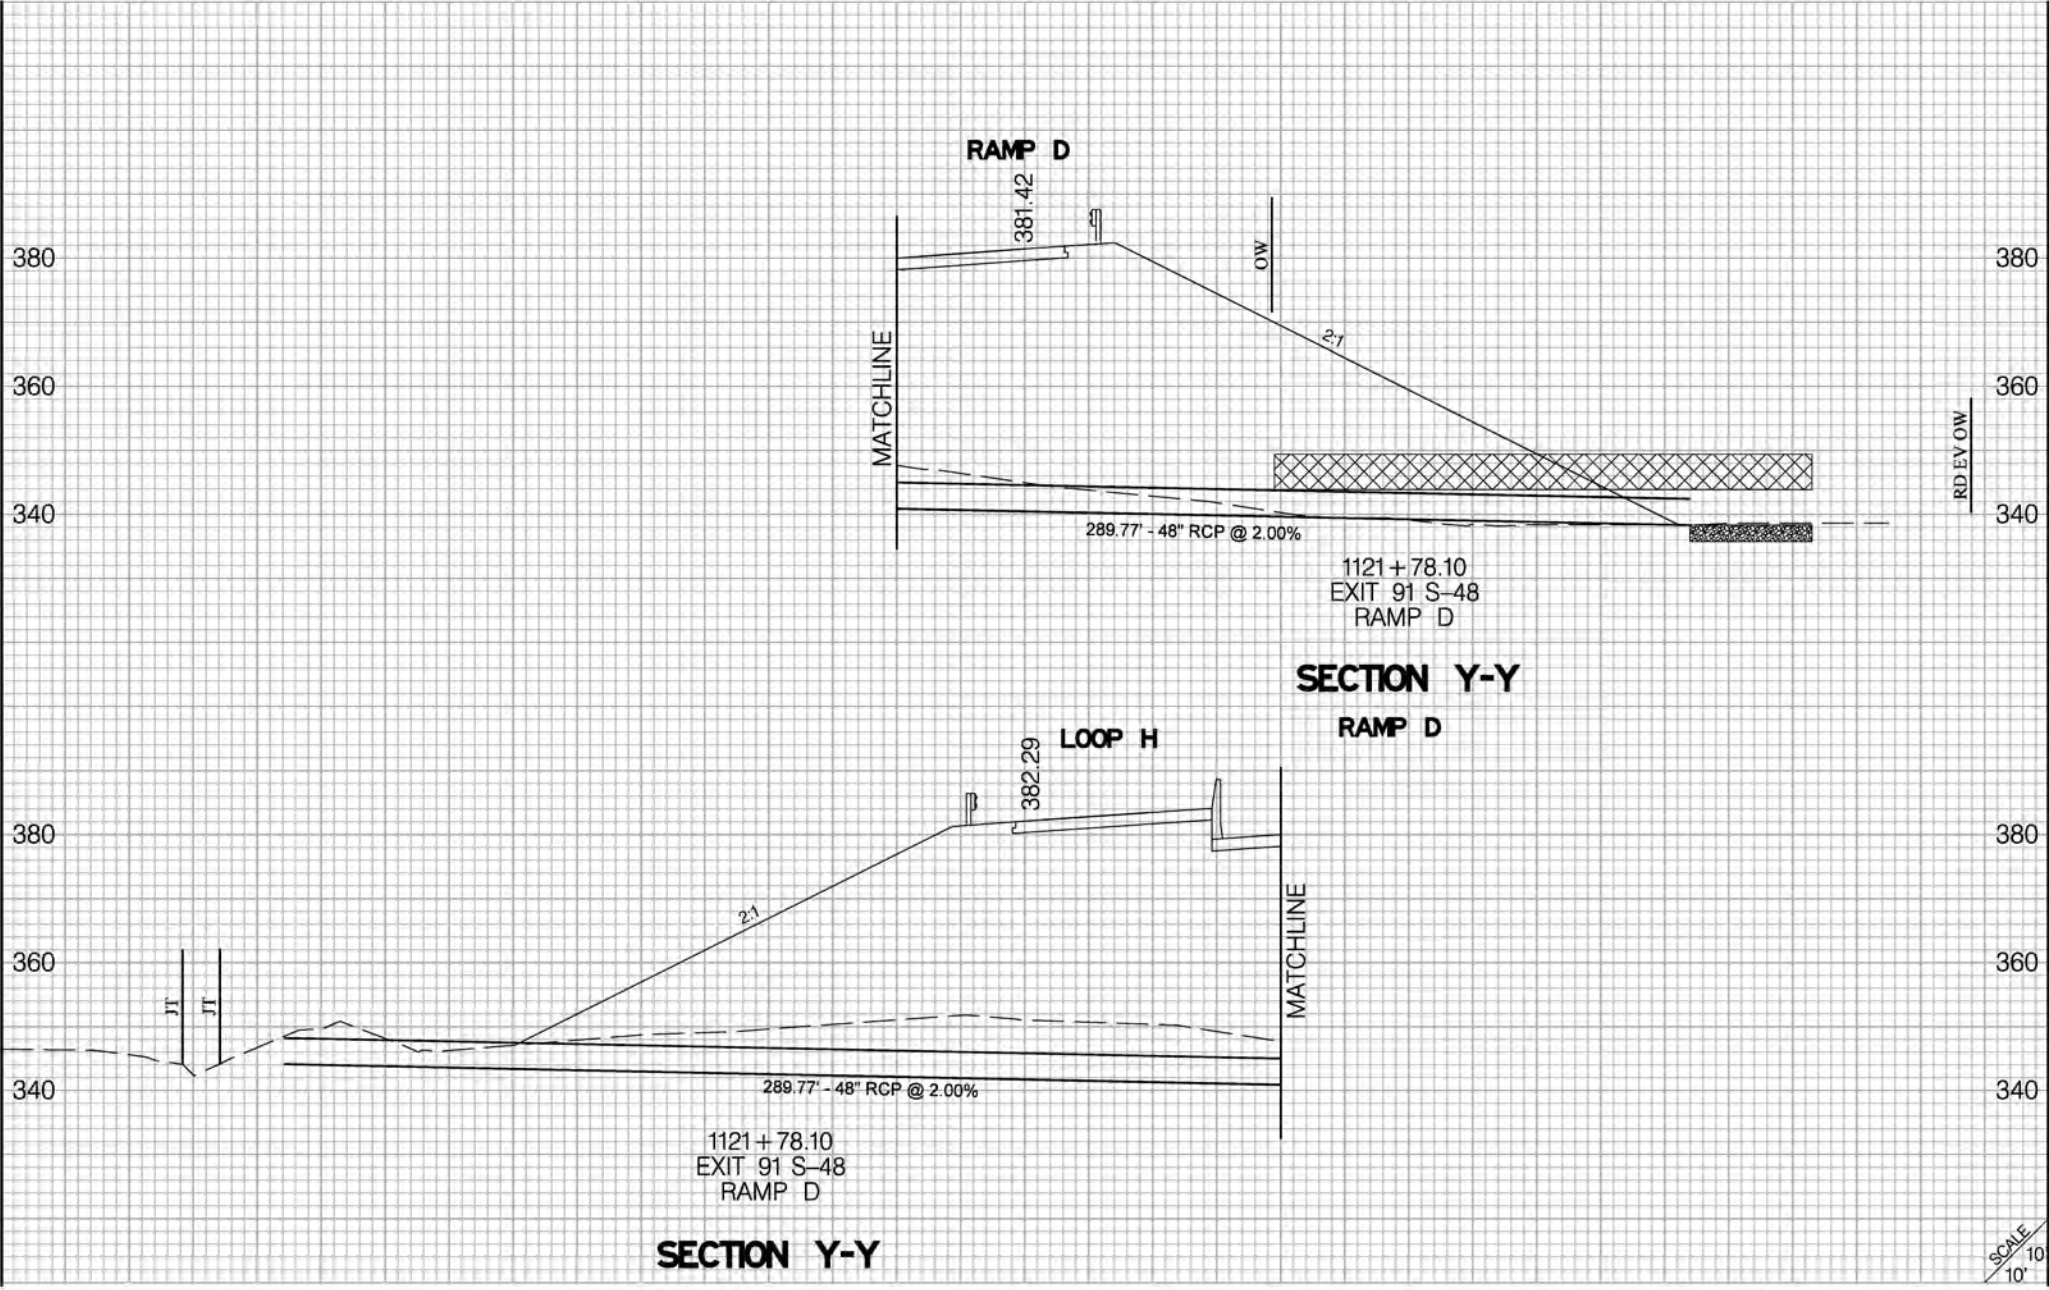 RAMP D
381.42
380
OW
380
2:1
MATCHLINE
360
360
RD EV OW
340
340
289.77' - 48" RCP @ 2.00%
1121+78.10
EXIT 91 S-48
RAMP D
SECTION Y-Y
RAMP D
LOOP H
382.29
380
380
2:1
MATCHLINE
360
360
JT
JT
340
340
289.77' - 48" RCP @ 2.00%
1121+78.10
EXIT 91 S-48
RAMP D
SECTION Y-Y
SCALE
10
10'